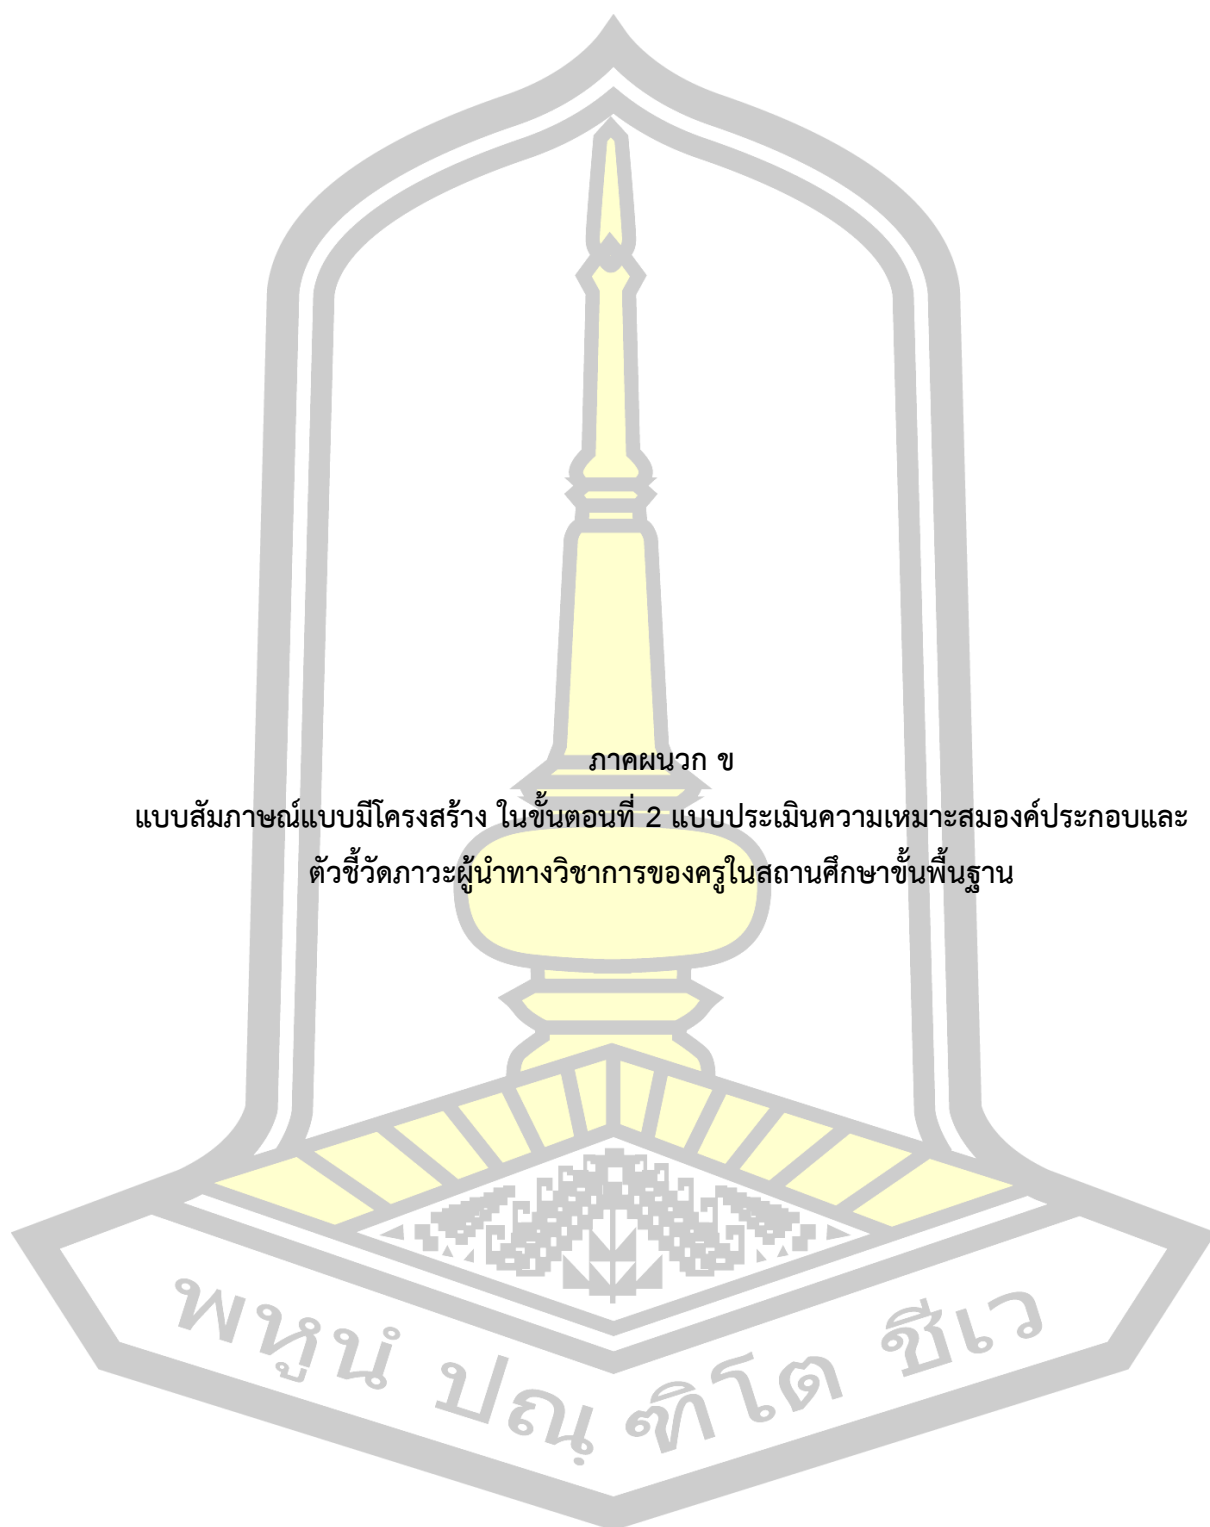 ภาคผนวก ข
แบบสัมภาษณ์แบบมีโครงสร้าง ในขั้นตอนที่ 2 แบบประเมินความเหมาะสมองค์ประกอบและ
ตัวชี้วัดภาวะผู้นำทางวิชาการของครูในสถานศึกษาขั้นพื้นฐาน
พหูนํ ปณฺฑิโต ชีเว